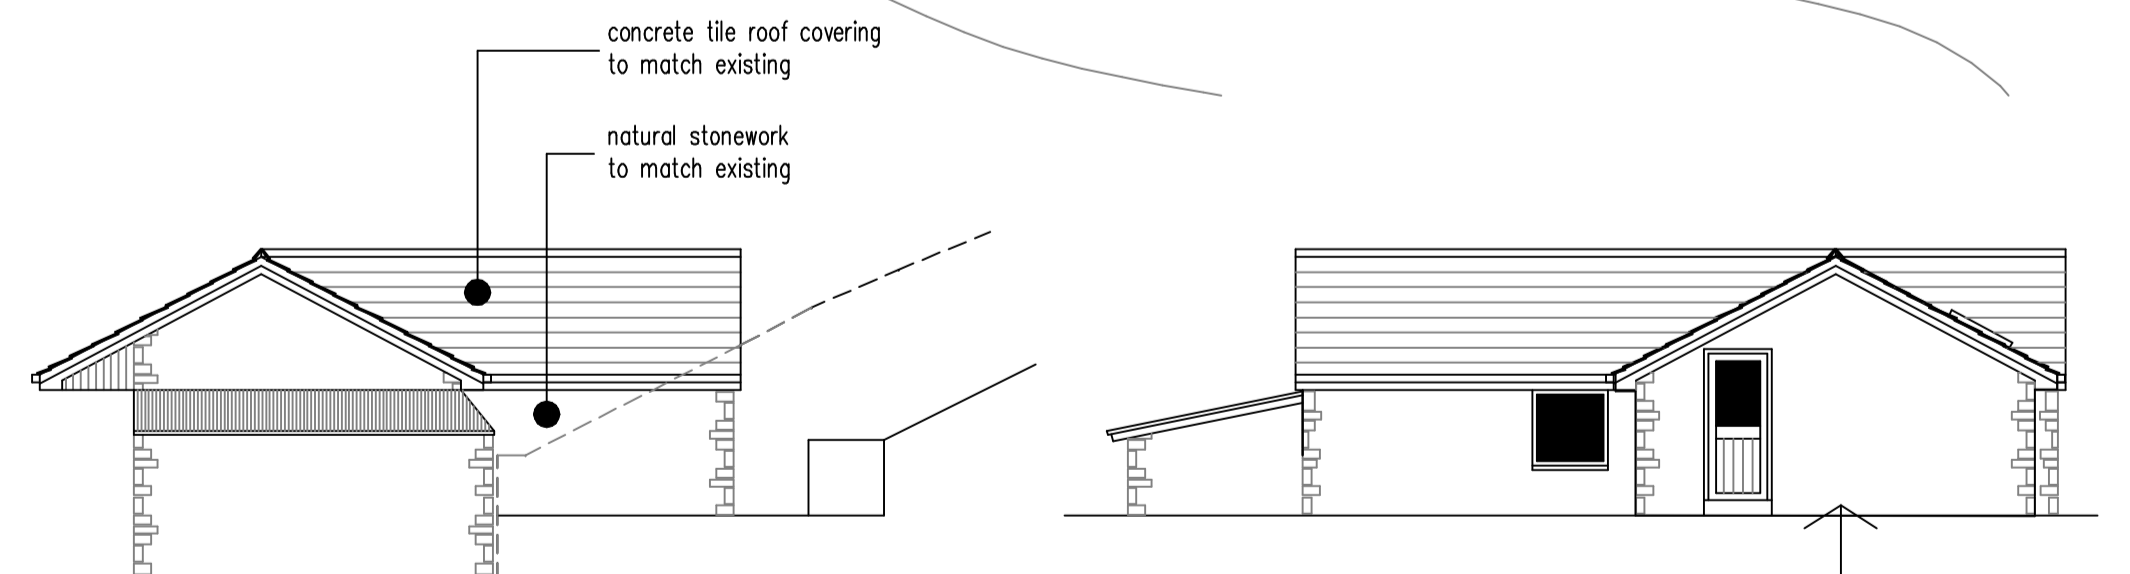 concrete tile roof covering
to match existing
natural stonework
to match existing